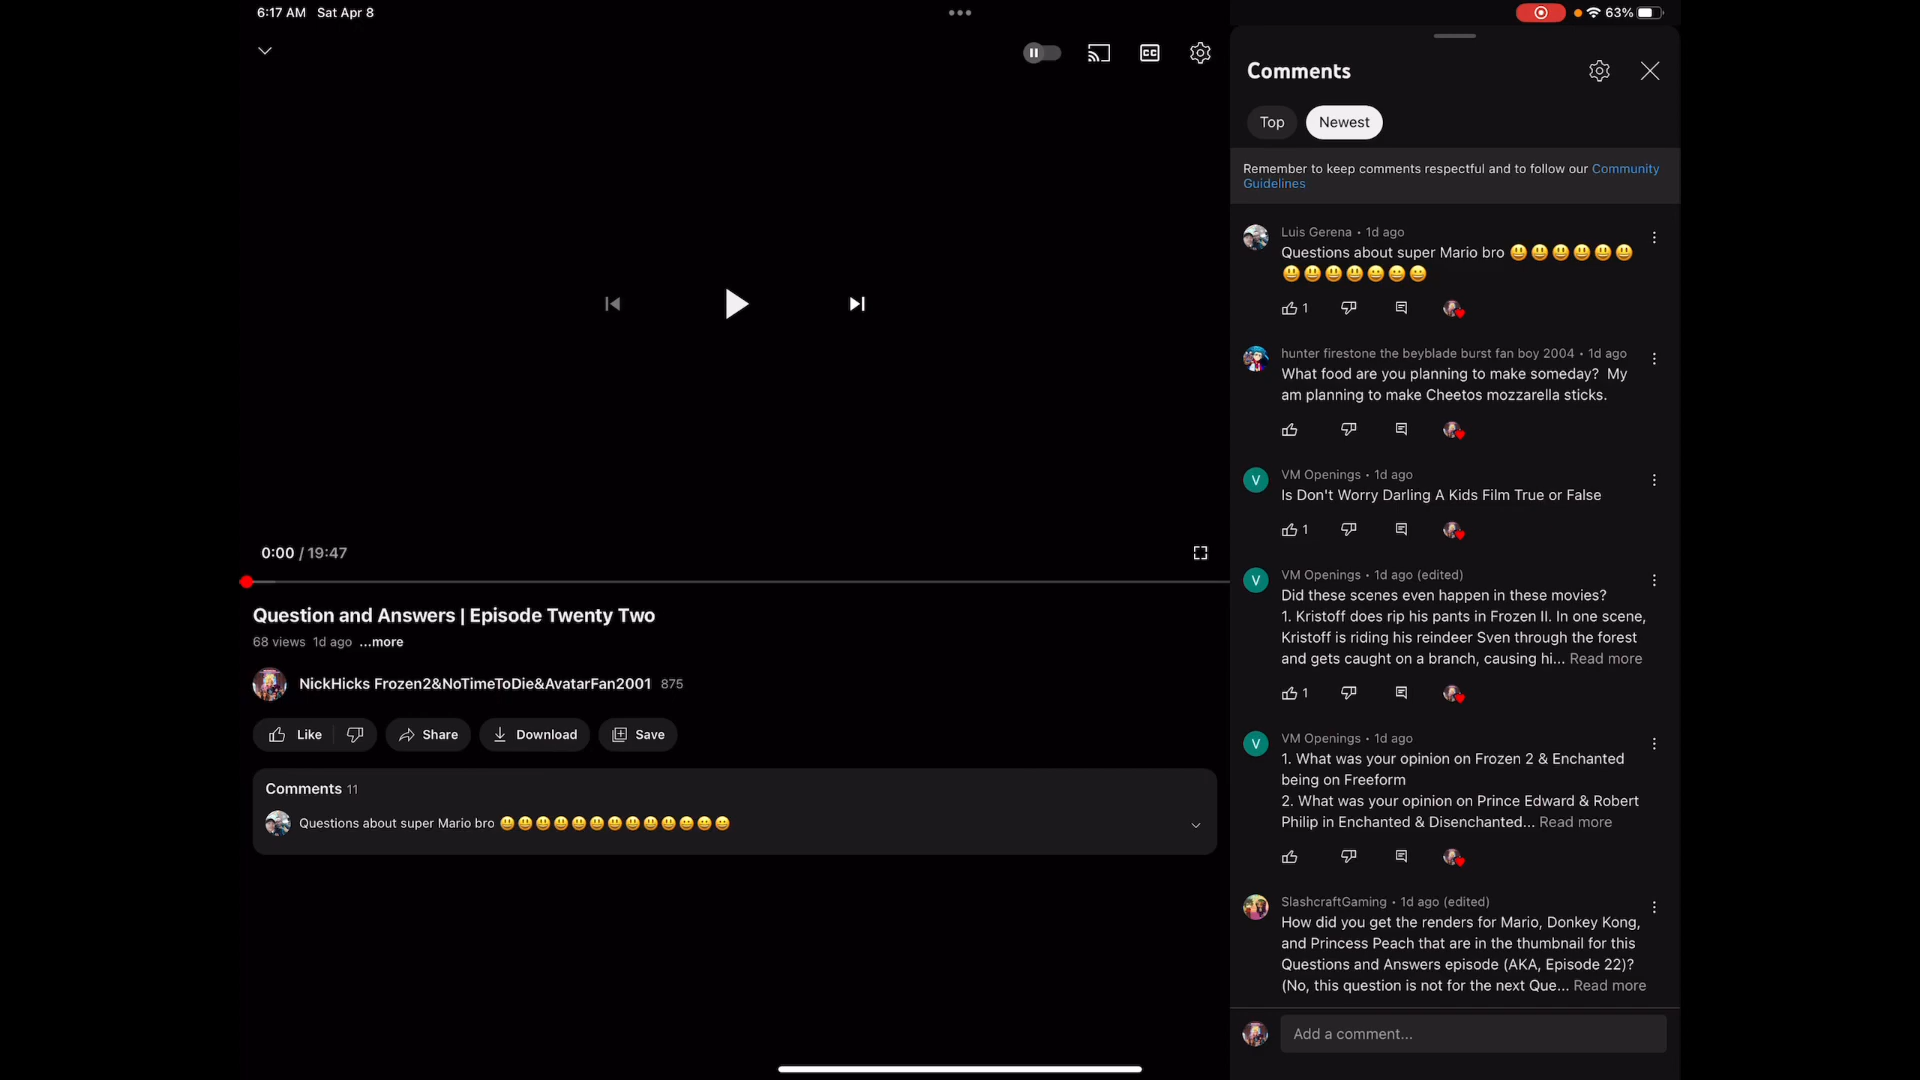 6:17 AM Sat Apr 8
63%
Comments
Top Newest
Remember to keep comments respectful and to follow our Community
Guidelines
Luis Gerena • 1d ago
Questions about super Mario bro 😃😃😃😃😃😃
😃😃😃😃😀😀😀
1
hunter firestone the beyblade burst fan boy 2004 • 1d ago
What food are you planning to make someday? My
am planning to make Cheetos mozzarella sticks.
V
VM Openings • 1d ago
Is Don't Worry Darling A Kids Film True or False
1
V
VM Openings • 1d ago (edited)
Did these scenes even happen in these movies?
1. Kristoff does rip his pants in Frozen II. In one scene,
Kristoff is riding his reindeer Sven through the forest
and gets caught on a branch, causing hi... Read more
1
V
VM Openings • 1d ago
1. What was your opinion on Frozen 2 & Enchanted
being on Freeform
2. What was your opinion on Prince Edward & Robert
Philip in Enchanted & Disenchanted... Read more
SlashcraftGaming • 1d ago (edited)
How did you get the renders for Mario, Donkey Kong,
and Princess Peach that are in the thumbnail for this
Questions and Answers episode (AKA, Episode 22)?
(No, this question is not for the next Que... Read more
Add a comment...
CC
0:00 / 19:47
Question and Answers | Episode Twenty Two
68 views 1d ago ...more
NickHicks Frozen2&NoTimeToDie&AvatarFan2001 875
Like Share Download Save
Comments 11
Questions about super Mario bro 😃😃😃😃😃😃😃😃😃😃😀😀😀